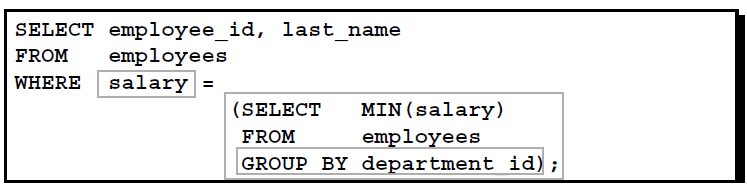 SELECT employee_id, last_name
FROM employees
WHERE salary =
(SELECT MIN(salary)
FROM employees
GROUP BY department_id);